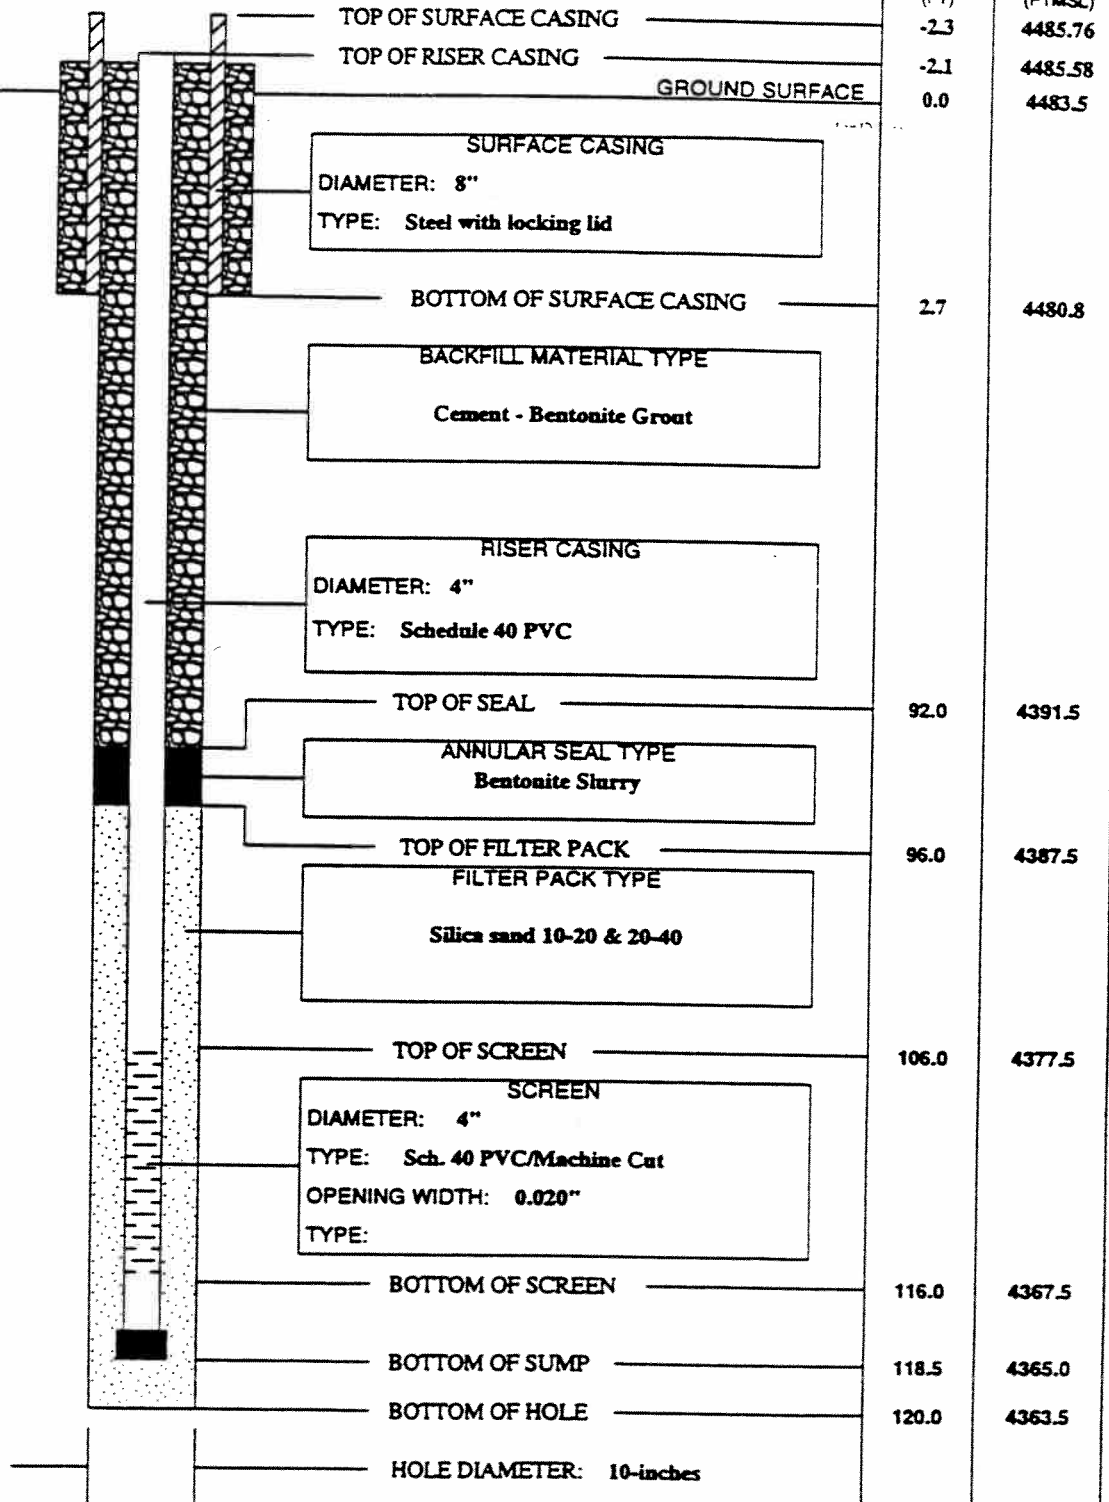 (FT) (FTMSL)
TOP OF SURFACE CASING -2.3 4485.76
TOP OF RISER CASING -2.1 4485.58
GROUND SURFACE 0.0 4483.5
SURFACE CASING
DIAMETER: 8"
TYPE: Steel with locking lid
BOTTOM OF SURFACE CASING 2.7 4480.8
BACKFILL MATERIAL TYPE
Cement - Bentonite Grout
RISER CASING
DIAMETER: 4"
TYPE: Schedule 40 PVC
TOP OF SEAL 92.0 4391.5
ANNULAR SEAL TYPE
Bentonite Slurry
TOP OF FILTER PACK 96.0 4387.5
FILTER PACK TYPE
Silica sand 10-20 & 20-40
TOP OF SCREEN 106.0 4377.5
SCREEN
DIAMETER: 4"
TYPE: Sch. 40 PVC/Machine Cut
OPENING WIDTH: 0.020"
TYPE:
BOTTOM OF SCREEN 116.0 4367.5
BOTTOM OF SUMP 118.5 4365.0
BOTTOM OF HOLE 120.0 4363.5
HOLE DIAMETER: 10-inches